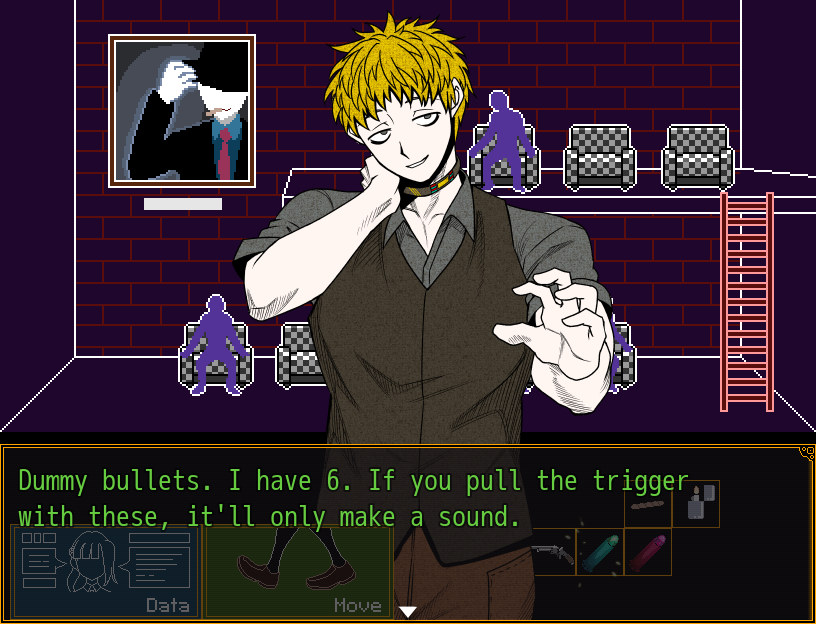 Dummy bullets. I have 6. If you pull the trigger
with these, it'll only make a sound.
Data
Move